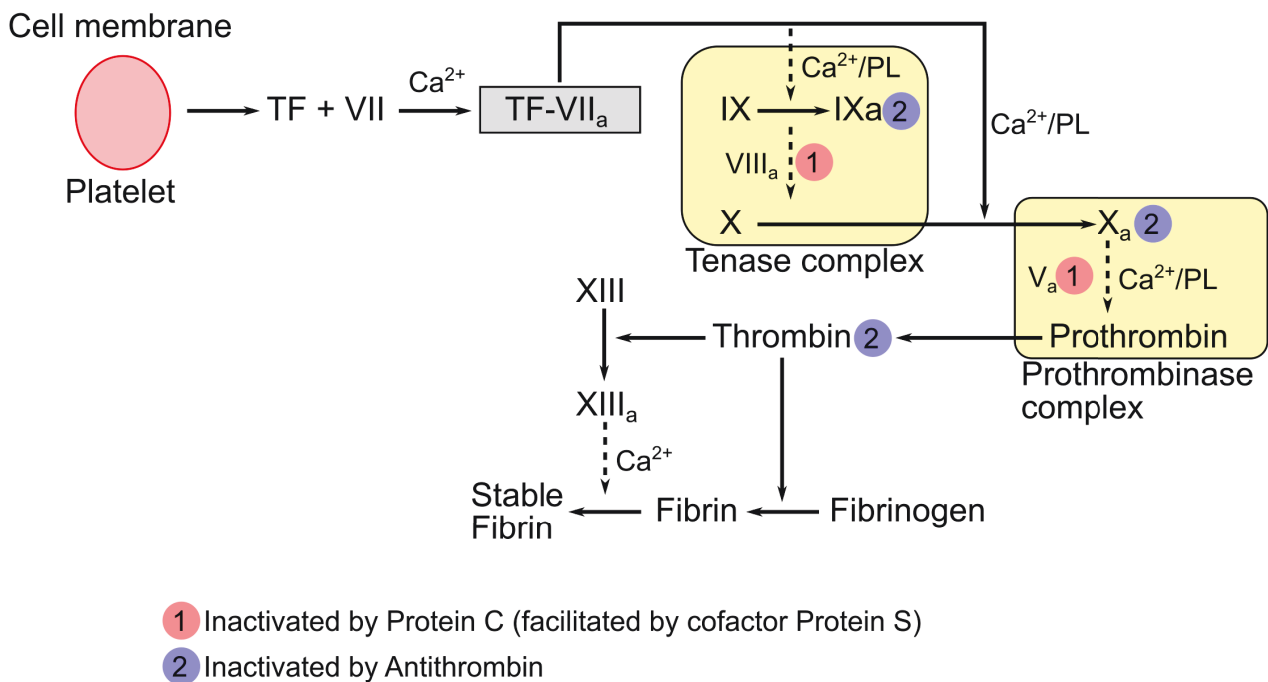 Cell membrane
Platelet
TF + VII
Ca²⁺
TF-VIIₐ
Ca²⁺/PL
IX
IXa
2
VIIIₐ
1
X
Tenase complex
Ca²⁺/PL
Xₐ
2
Vₐ
1
Ca²⁺/PL
Prothrombin
Prothrombinase
complex
Thrombin
2
XIII
XIIIₐ
Ca²⁺
Stable
Fibrin
Fibrin
Fibrinogen
1 Inactivated by Protein C (facilitated by cofactor Protein S)
2 Inactivated by Antithrombin